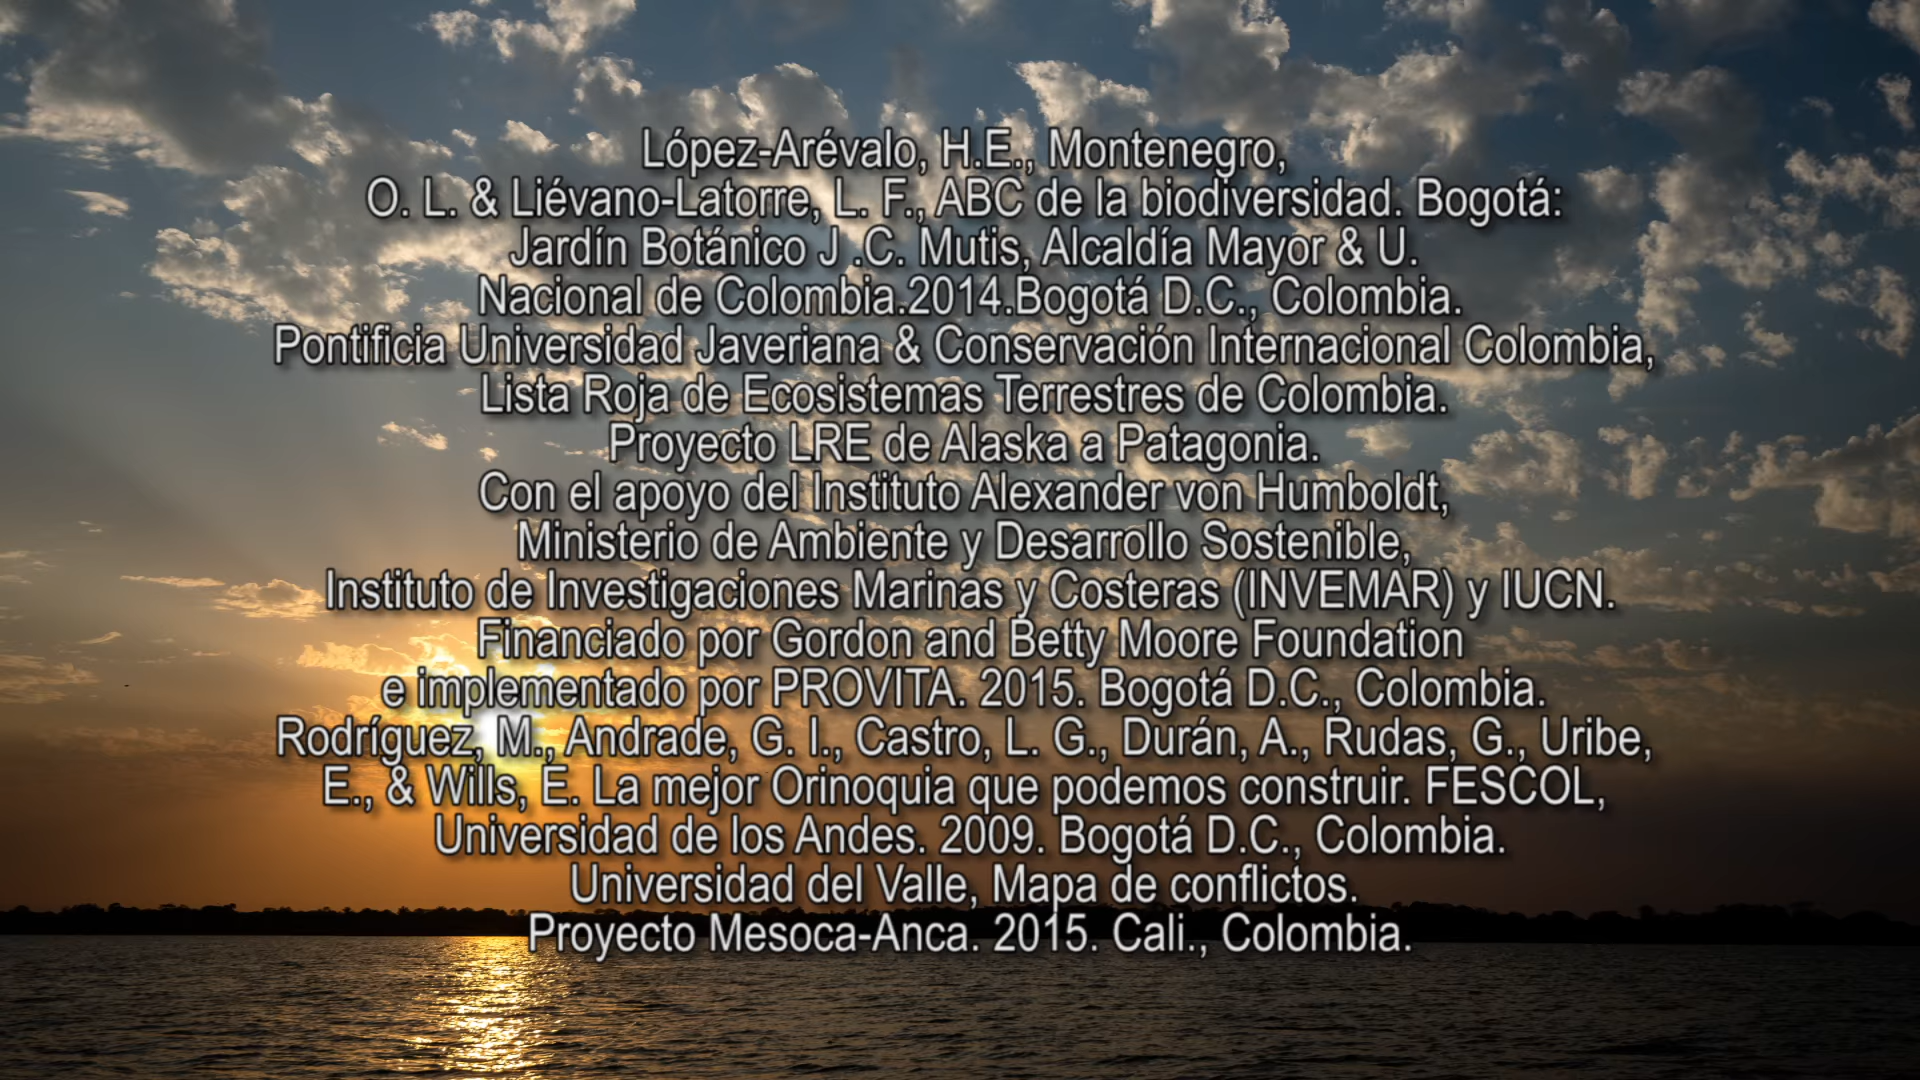 López-Arévalo, H.E., Montenegro,
O. L. & Liévano-Latorre, L. F., ABC de la biodiversidad. Bogotá:
Jardín Botánico J .C. Mutis, Alcaldía Mayor & U.
Nacional de Colombia.2014.Bogotá D.C., Colombia.
Pontificia Universidad Javeriana & Conservación Internacional Colombia,
Lista Roja de Ecosistemas Terrestres de Colombia.
Proyecto LRE de Alaska a Patagonia.
Con el apoyo del Instituto Alexander von Humboldt,
Ministerio de Ambiente y Desarrollo Sostenible,
Instituto de Investigaciones Marinas y Costeras (INVEMAR) y IUCN.
Financiado por Gordon and Betty Moore Foundation
e implementado por PROVITA. 2015. Bogotá D.C., Colombia.
Rodríguez, M., Andrade, G. I., Castro, L. G., Durán, A., Rudas, G., Uribe,
E., & Wills, E. La mejor Orinoquia que podemos construir. FESCOL,
Universidad de los Andes. 2009. Bogotá D.C., Colombia.
Universidad del Valle, Mapa de conflictos.
Proyecto Mesoca-Anca. 2015. Cali., Colombia.